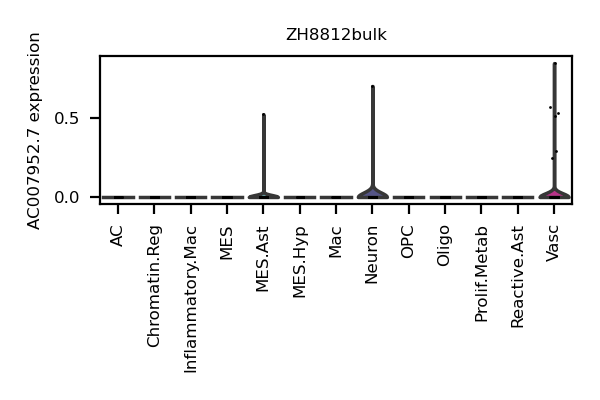 ZH8812bulk
AC007952.7 expression
0.5
0.0
AC
Chromatin.Reg
Inflammatory.Mac
MES
MES.Ast
MES.Hyp
Mac
Neuron
OPC
Oligo
Prolif.Metab
Reactive.Ast
Vasc